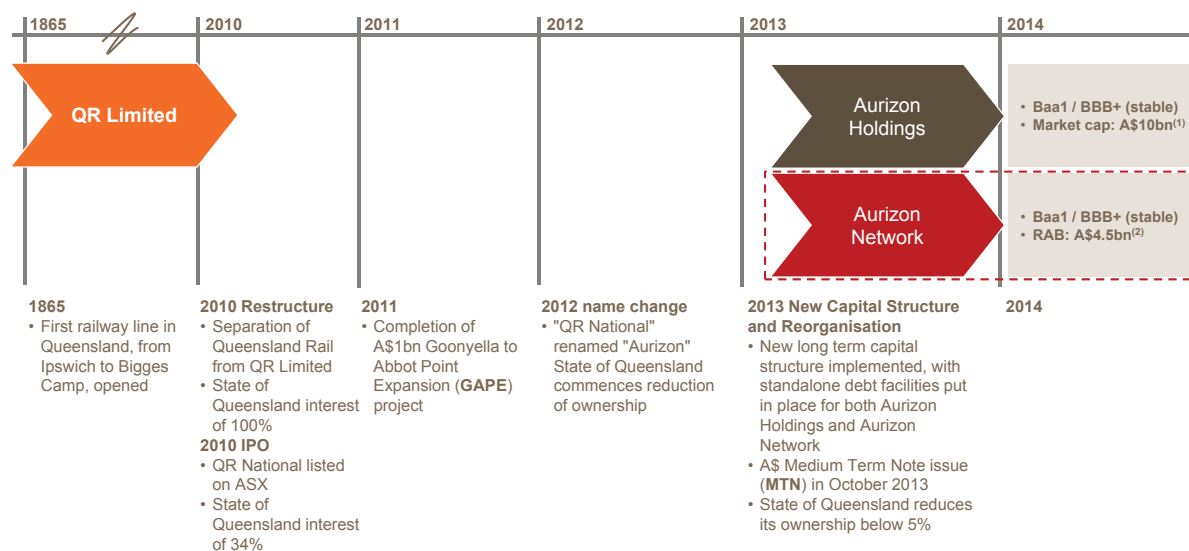 1865
2010
2011
2012
2013
2014
QR Limited
Aurizon
Holdings
• Baa1 / BBB+ (stable)
• Market cap: A$10bn(1)
Aurizon
Network
• Baa1 / BBB+ (stable)
• RAB: A$4.5bn(2)
1865
• First railway line in
Queensland, from
Ipswich to Bigges
Camp, opened
2010 Restructure
• Separation of
Queensland Rail
from QR Limited
• State of
Queensland interest
of 100%
2010 IPO
• QR National listed
on ASX
• State of
Queensland interest
of 34%
2011
• Completion of
A$1bn Goonyella to
Abbot Point
Expansion (GAPE)
project
2012 name change
• "QR National"
renamed "Aurizon"
State of Queensland
commences reduction
of ownership
2013 New Capital Structure
and Reorganisation
• New long term capital
structure implemented, with
standalone debt facilities put
in place for both Aurizon
Holdings and Aurizon
Network
• A$ Medium Term Note issue
(MTN) in October 2013
• State of Queensland reduces
its ownership below 5%
2014